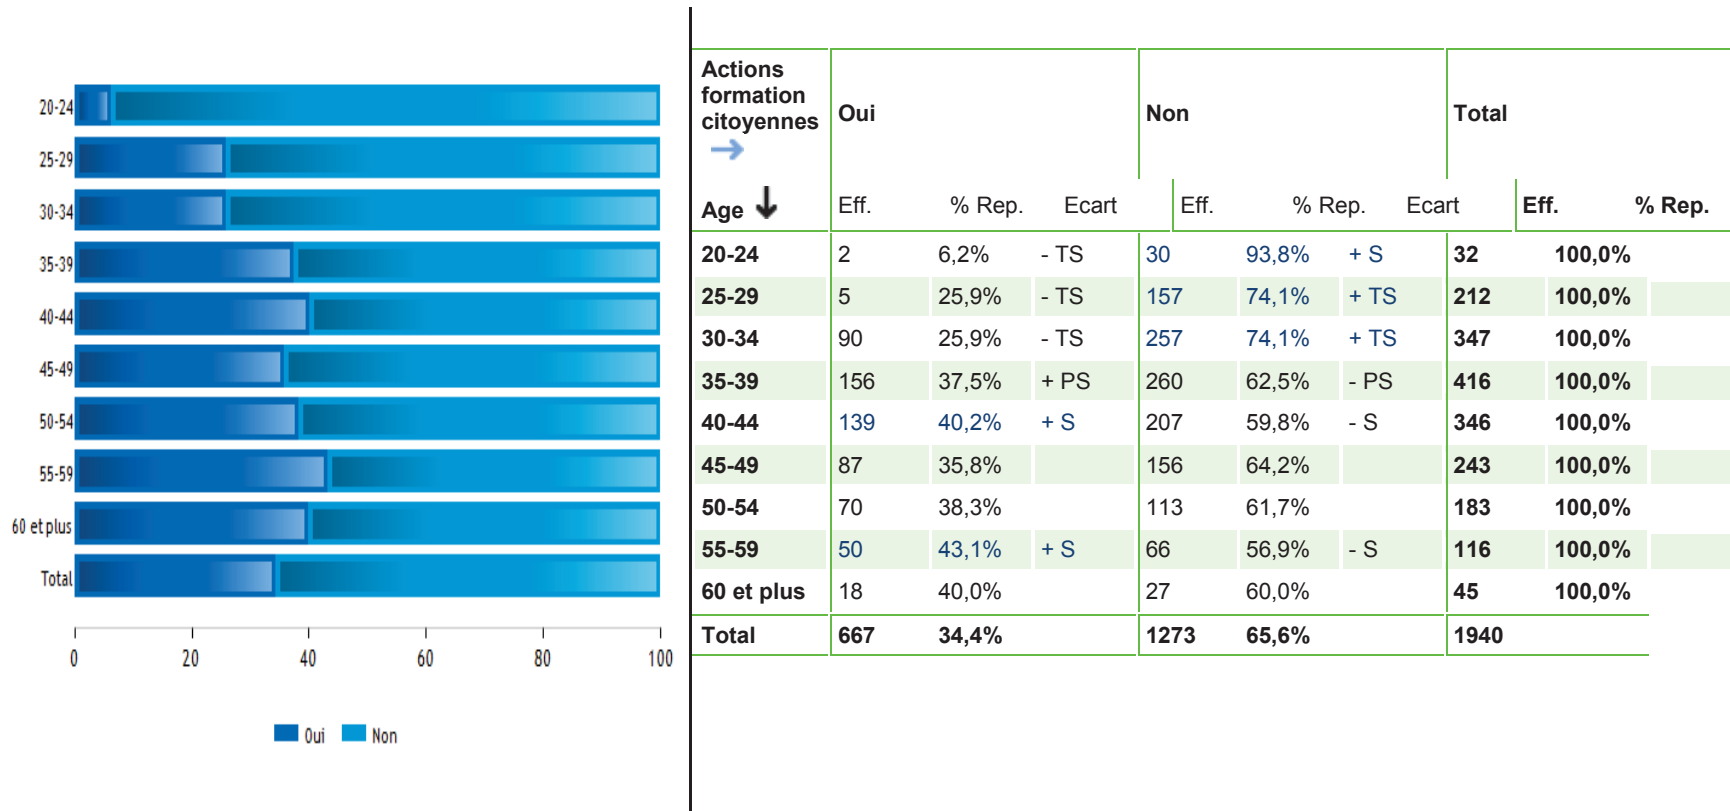 20-24
25-29
30-34
35-39
40-44
45-49
50-54
55-59
60 et plus
Total
0 20 40 60 80 100
Oui Non
Actions
formation
citoyennes Oui Non Total
Age Eff. % Rep. Ecart Eff. % Rep. Ecart Eff. % Rep.
20-24 2 6,2% - TS 30 93,8% + S 32 100,0%
25-29 5 25,9% - TS 157 74,1% + TS 212 100,0%
30-34 90 25,9% - TS 257 74,1% + TS 347 100,0%
35-39 156 37,5% + PS 260 62,5% - PS 416 100,0%
40-44 139 40,2% + S 207 59,8% - S 346 100,0%
45-49 87 35,8% 156 64,2% 243 100,0%
50-54 70 38,3% 113 61,7% 183 100,0%
55-59 50 43,1% + S 66 56,9% - S 116 100,0%
60 et plus 18 40,0% 27 60,0% 45 100,0%
Total 667 34,4% 1273 65,6% 1940